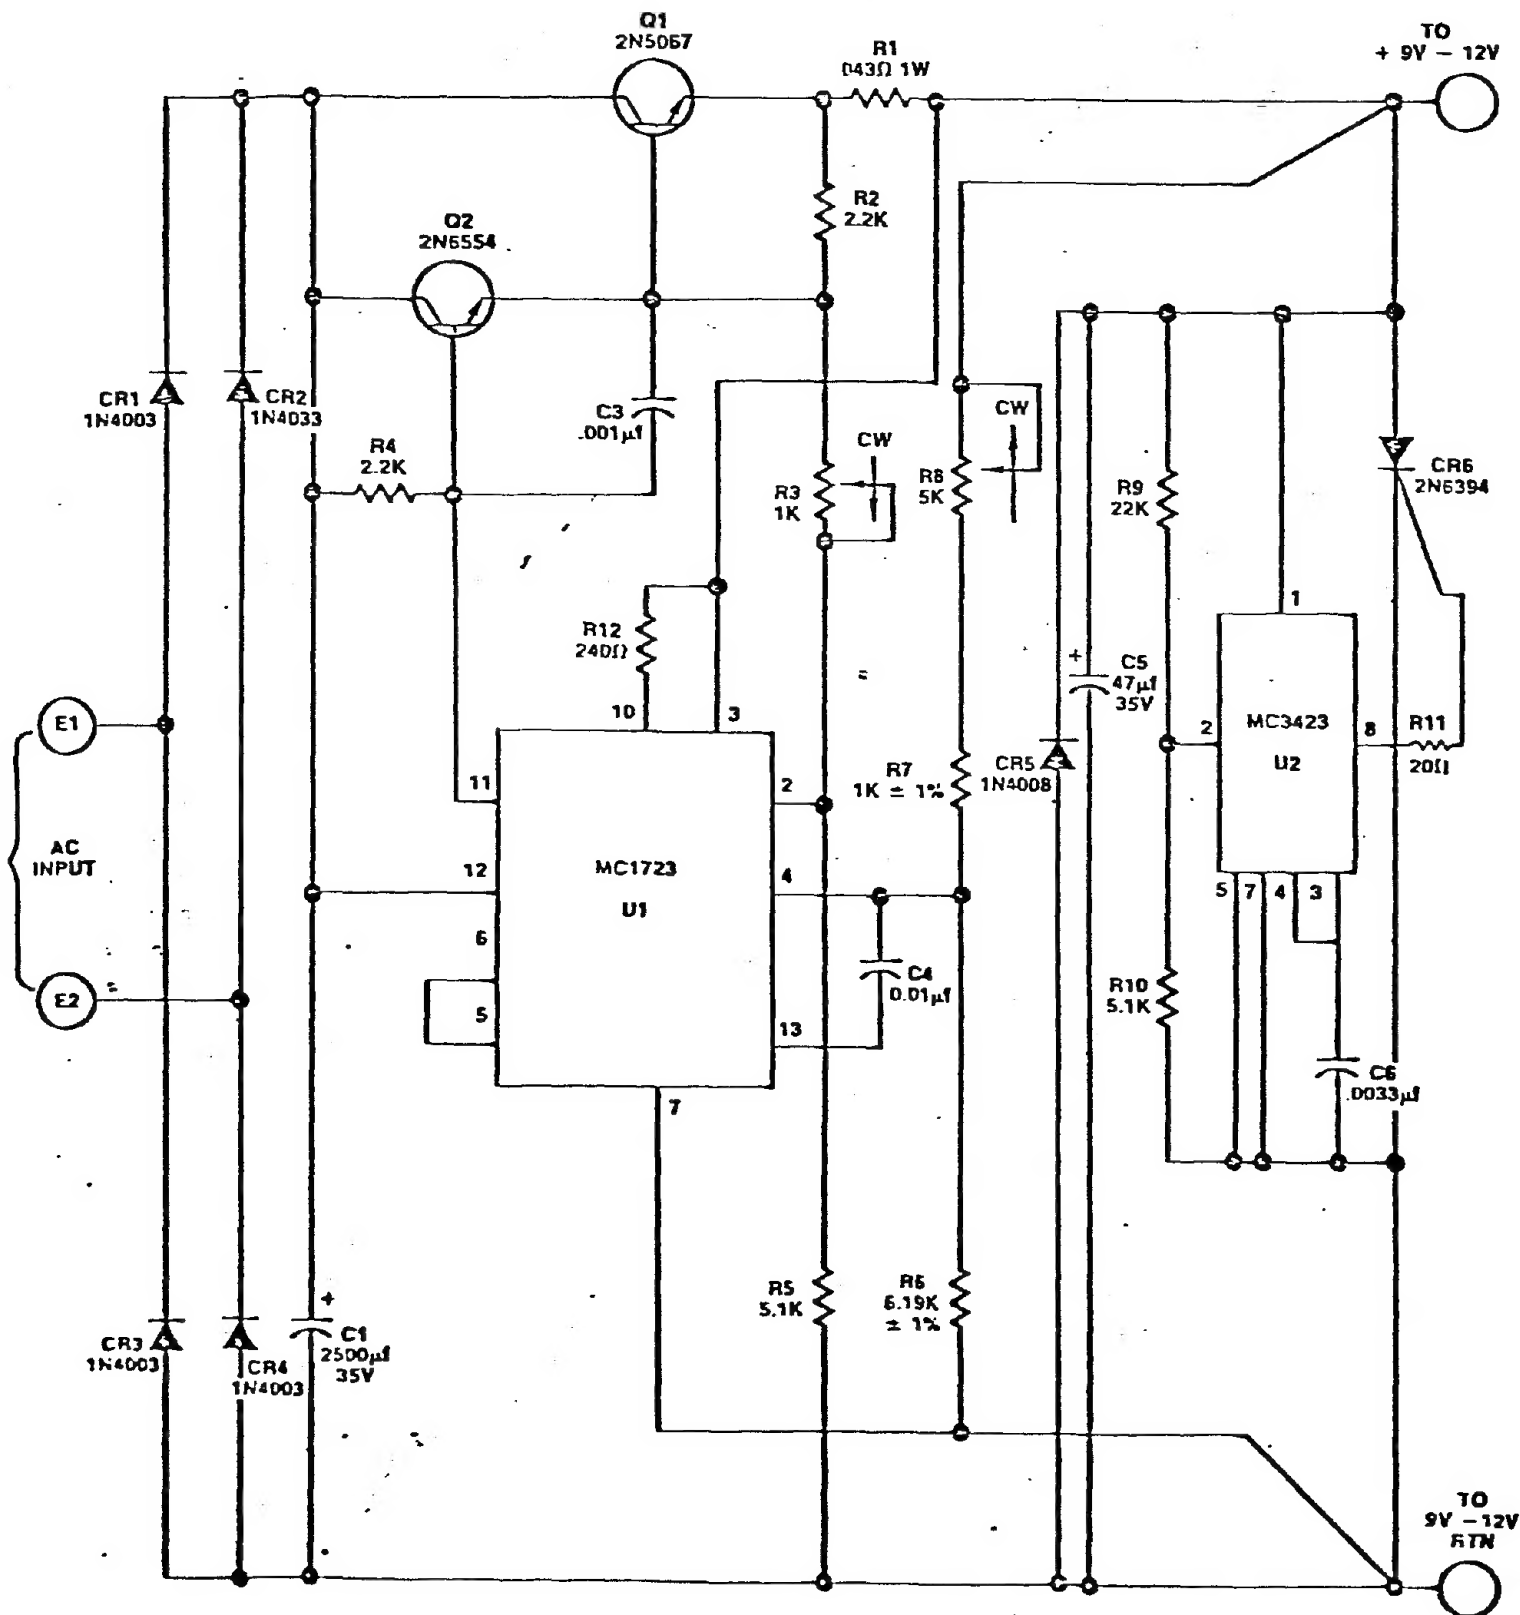 Q1
2N5067
R1
.043Ω 1W
TO
+ 9V – 12V
R2
2.2K
Q2
2N6554
CR1
1N4003
CR2
1N4033
C3
.001µf
CW
CW
R4
2.2K
R3
1K
R8
5K
R9
22K
CR6
2N6394
1
R12
240Ω
10
3
C5
+
47µf
35V
E1
11
2
R7
1K ± 1%
CR5
1N4008
2
MC3423
U2
8
R11
20Ω
AC
INPUT
12
MC1723
U1
4
5
7
4
3
6
5
C4
0.01µf
13
R10
5.1K
E2
7
C6
.0033µf
R5
5.1K
R6
6.19K
± 1%
CR3
1N4003
CR4
1N4003
+
C1
2500µf
35V
TO
9V – 12V
RTN